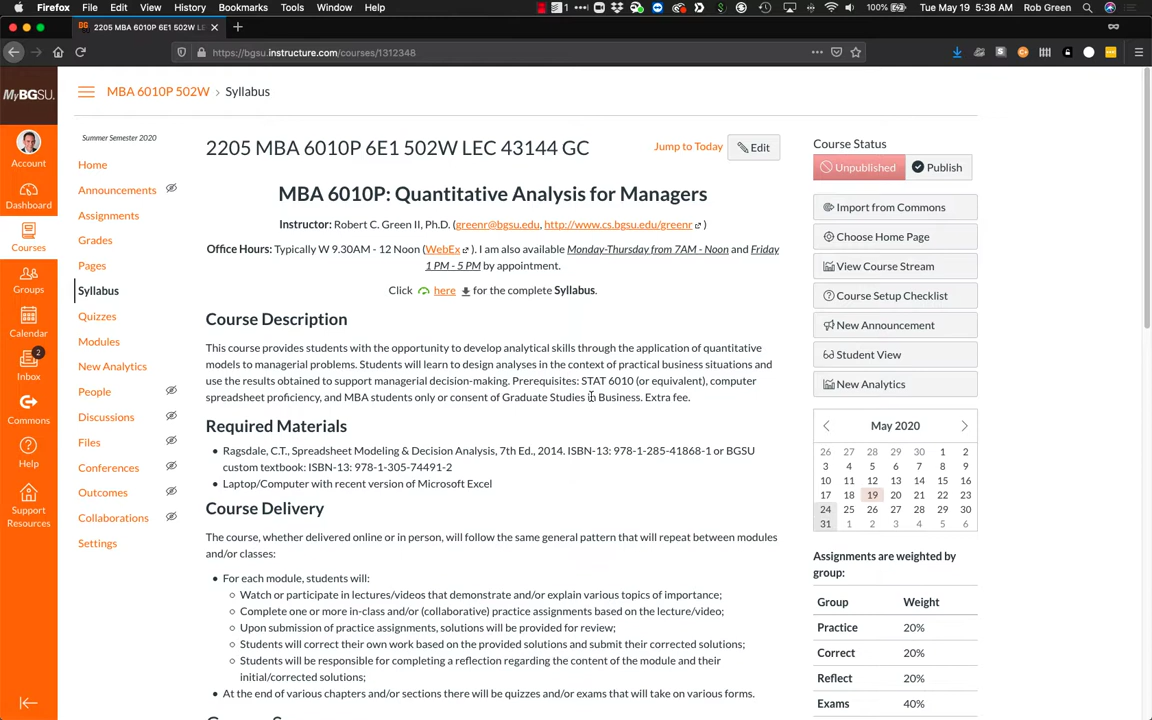 Firefox File Edit View History Bookmarks Tools Window Help 1 100% Tue May 19 5:38 AM Rob Green
2205 MBA 6010P 6E1 502W LE
https://bgsu.instructure.com/courses/1312348
MyBGSU.
Account
Dashboard
Courses
Groups
Calendar
2
Inbox
Commons
Help
Support
Resources
MBA 6010P 502W > Syllabus
Summer Semester 2020
Home
Announcements
Assignments
Grades
Pages
Syllabus
Quizzes
Modules
New Analytics
People
Discussions
Files
Conferences
Outcomes
Collaborations
Settings
2205 MBA 6010P 6E1 502W LEC 43144 GC
Jump to Today
Edit
MBA 6010P: Quantitative Analysis for Managers
Instructor: Robert C. Green II, Ph.D. (greenr@bgsu.edu, http://www.cs.bgsu.edu/greenr )
Office Hours: Typically W 9.30AM - 12 Noon (WebEx ). I am also available Monday-Thursday from 7AM - Noon and Friday
1 PM - 5 PM by appointment.
Click here for the complete Syllabus.
Course Description
This course provides students with the opportunity to develop analytical skills through the application of quantitative
models to managerial problems. Students will learn to design analyses in the context of practical business situations and
use the results obtained to support managerial decision-making. Prerequisites: STAT 6010 (or equivalent), computer
spreadsheet proficiency, and MBA students only or consent of Graduate Studies in Business. Extra fee.
Required Materials
• Ragsdale, C.T., Spreadsheet Modeling & Decision Analysis, 7th Ed., 2014. ISBN-13: 978-1-285-41868-1 or BGSU
custom textbook: ISBN-13: 978-1-305-74491-2
• Laptop/Computer with recent version of Microsoft Excel
Course Delivery
The course, whether delivered online or in person, will follow the same general pattern that will repeat between modules
and/or classes:
• For each module, students will:
Watch or participate in lectures/videos that demonstrate and/or explain various topics of importance;
Complete one or more in-class and/or (collaborative) practice assignments based on the lecture/video;
Upon submission of practice assignments, solutions will be provided for review;
Students will correct their own work based on the provided solutions and submit their corrected solutions;
Students will be responsible for completing a reflection regarding the content of the module and their
initial/corrected solutions;
• At the end of various chapters and/or sections there will be quizzes and/or exams that will take on various forms.
Course Status
Unpublished Publish
Import from Commons
Choose Home Page
View Course Stream
Course Setup Checklist
New Announcement
Student View
New Analytics
May 2020
26 27 28 29 30 1 2
3 4 5 6 7 8 9
10 11 12 13 14 15 16
17 18 19 20 21 22 23
24 25 26 27 28 29 30
31 1 2 3 4 5 6
Assignments are weighted by
group:
Group Weight
Practice 20%
Correct 20%
Reflect 20%
Exams 40%